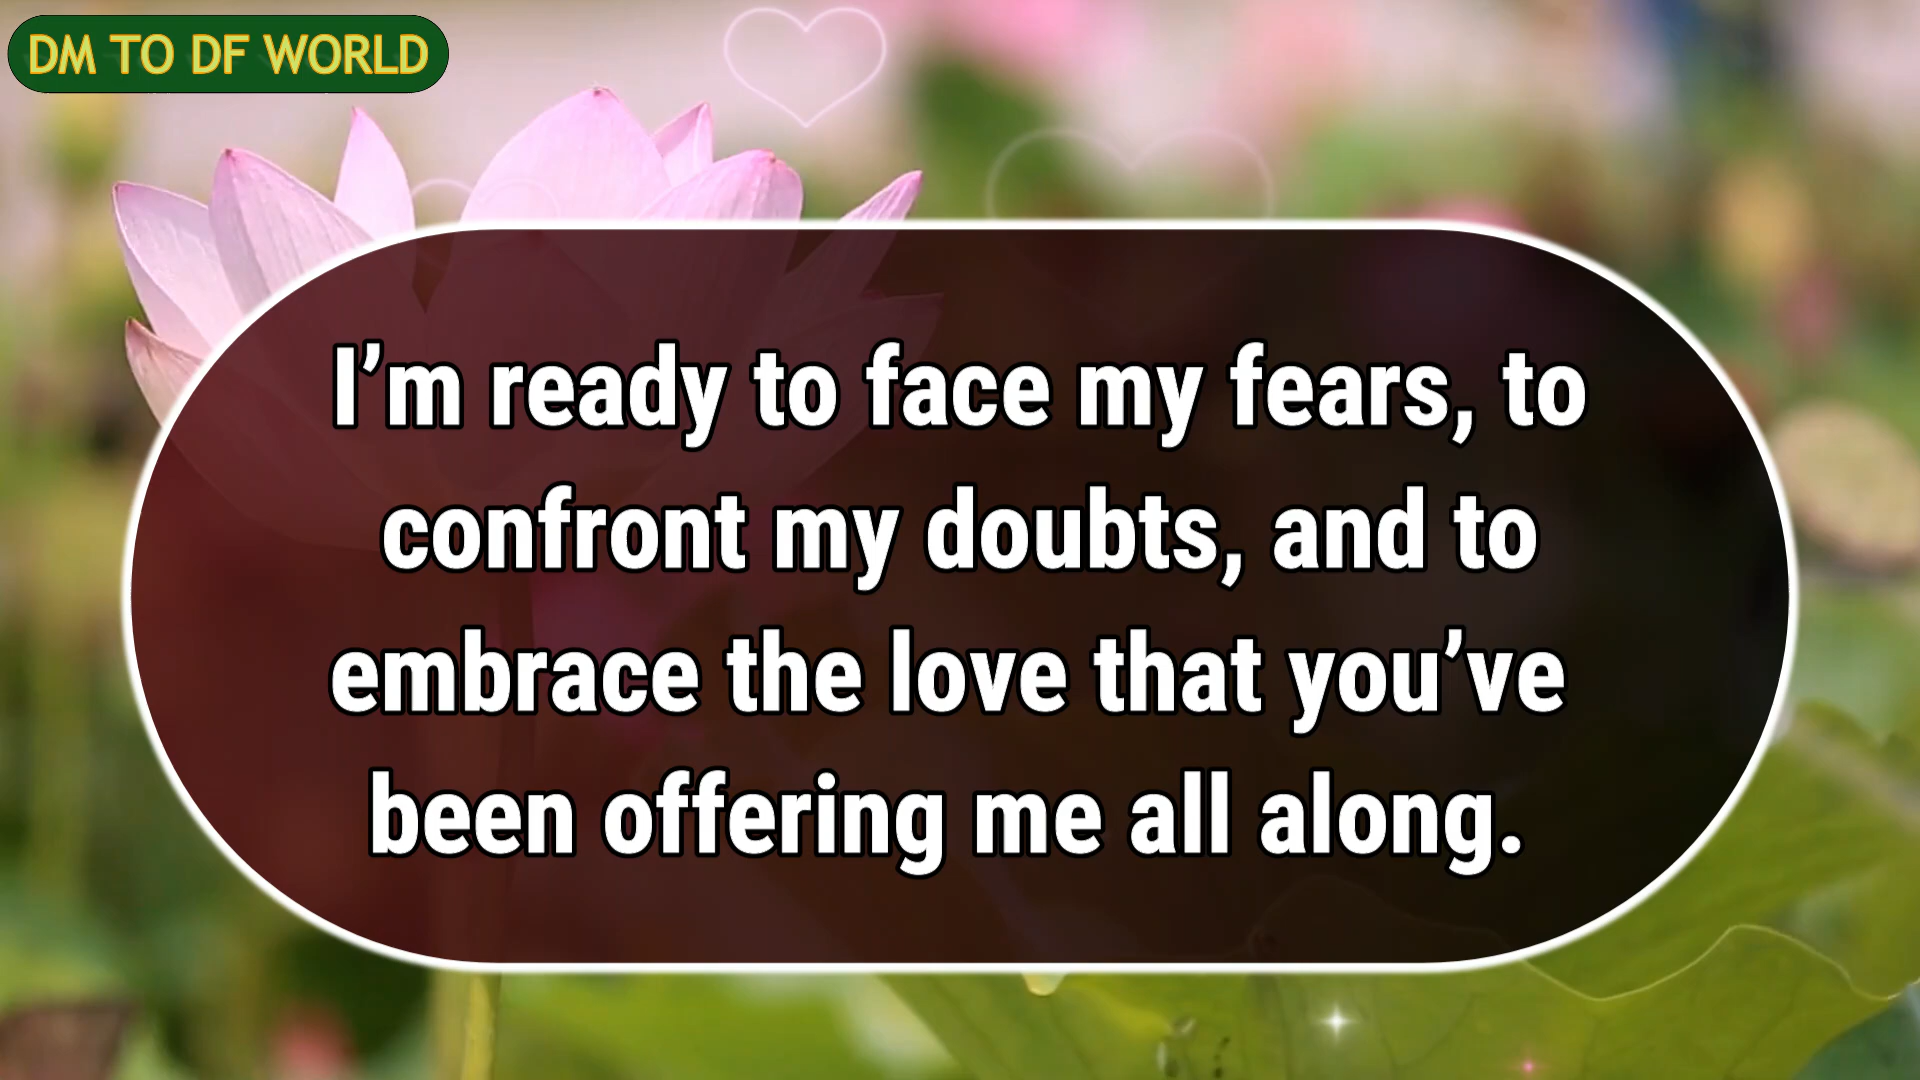 DM TO DF WORLD
I’m ready to face my fears, to
confront my doubts, and to
embrace the love that you’ve
been offering me all along.